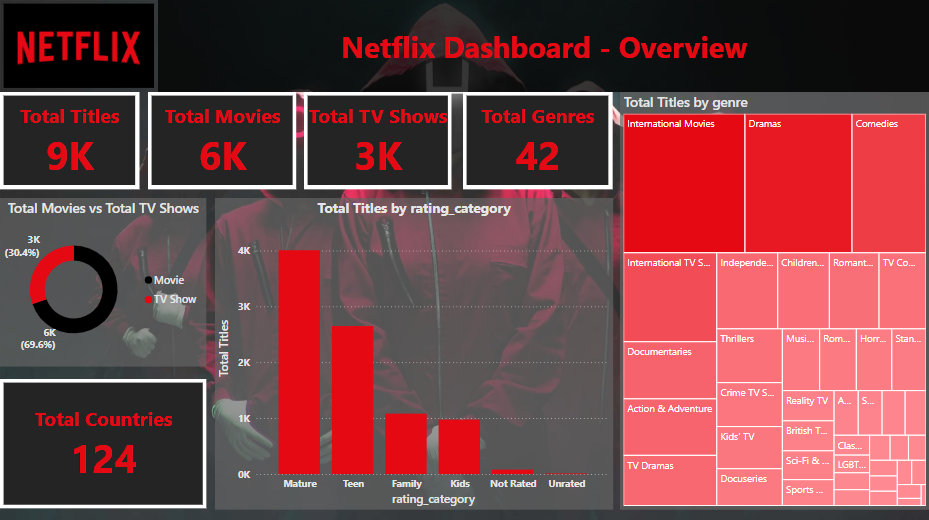 NETFLIX
Netflix Dashboard - Overview
Total Titles
9K
Total Movies
6K
Total TV Shows
3K
Total Genres
42
Total Movies vs Total TV Shows
3K
(30.4%)
6K
(69.6%)
Movie
TV Show
Total Countries
124
Total Titles by rating_category
Total Titles
4K
3K
2K
1K
0K
Mature
Teen
Family
Kids
Not Rated
Unrated
rating_category
Total Titles by genre
International Movies
Dramas
Comedies
International TV S...
Independe...
Children...
Romant...
TV Co...
Documentaries
Action & Adventure
TV Dramas
Thrillers
Crime TV S...
Kids' TV
Docuseries
Musi...
Rom...
Horr...
Stan...
Reality TV
British T...
Sci-Fi & ...
Sports ...
A...
S...
Clas...
LGBT...